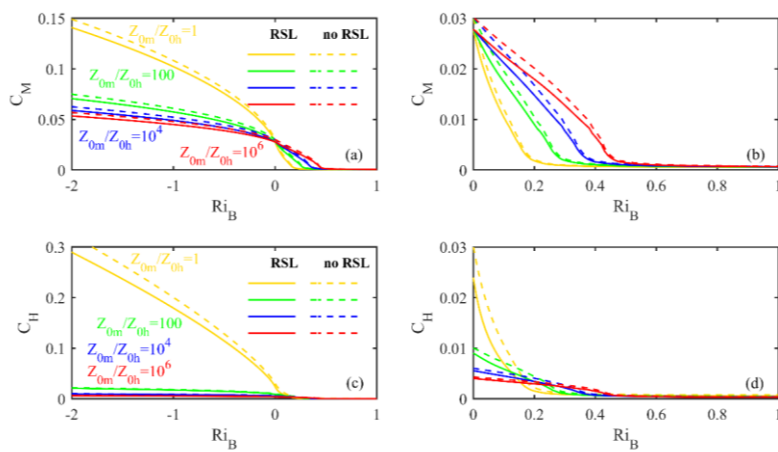 0.15
0.1
0.05
0
C_M
Z_0m/Z_0h=1
Z_0m/Z_0h=100
Z_0m/Z_0h=10^4
Z_0m/Z_0h=10^6
RSL no RSL
(a)
-2 -1 0 1
Ri_B
0.03
0.02
0.01
0
C_M
(b)
0 0.2 0.4 0.6 0.8 1
Ri_B
0.3
0.2
0.1
0
C_H
Z_0m/Z_0h=1
Z_0m/Z_0h=100
Z_0m/Z_0h=10^4
Z_0m/Z_0h=10^6
RSL no RSL
(c)
-2 -1 0 1
Ri_B
0.03
0.02
0.01
0
C_H
(d)
0 0.2 0.4 0.6 0.8 1
Ri_B